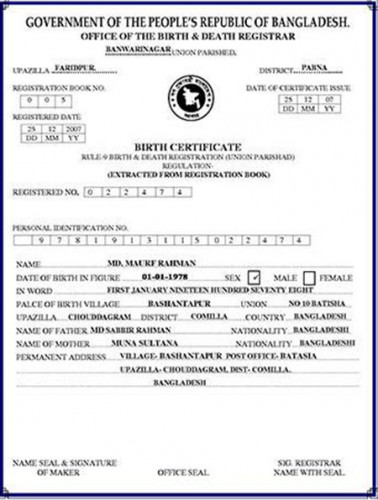 GOVERNMENT OF THE PEOPLE'S REPUBLIC OF BANGLADESH.
OFFICE OF THE BIRTH & DEATH REGISTRAR
BANWARINAGAR UNION PARISHED,
UPAZILLA FARIDPUR. DISTRICT PABNA
REGISTRATION BOOK NO. DATE OF CERTIFICATE ISSUE
0 0 5 25 12 07
DD MM YY
REGISTERED DATE
25 12 2007
DD MM YY
BIRTH CERTIFICATE
RULE-9 BIRTH & DEATH REGISTRATION (UNION PARISHAD)
REGULATION-
(EXTRACTED FROM REGISTRATION BOOK)
REGISTERED NO. 0 2 2 4 7 4
PERSONAL IDENTIFICATION NO.
9 7 8 1 9 1 3 1 1 5 0 2 2 4 7 4
NAME MD. MAURF RAHMAN
DATE OF BIRTH IN FIGURE 01-01-1978 SEX ✓ MALE FEMALE
IN WORD FIRST JANUARY NINETEEN HUNDRED SEVENTY EIGHT
PALCE OF BIRTH VILLAGE BASHANTAPUR UNION NO 10 BATISHA
UPAZILLA CHOUDDAGRAM DISTRICT COMILLA COUNTRY BANGLADESH
NAME OF FATHER MD SABBIR RAHMAN NATIONALITY BANGLADESHI
NAME OF MOTHER MUNA SULTANA NATIONALITY BANGLADESHI
PERMANENT ADDRESS VILLAGE- BASHANTAPUR POST OFFICE- BATASIA
UPAZILLA- CHOUDDAGRAM, DIST- COMILLA.
BANGLADESH
NAME SEAL & SIGNATURE OFFICE SEAL SIG. REGISTRAR
OF MAKER NAME WITH SEAL.